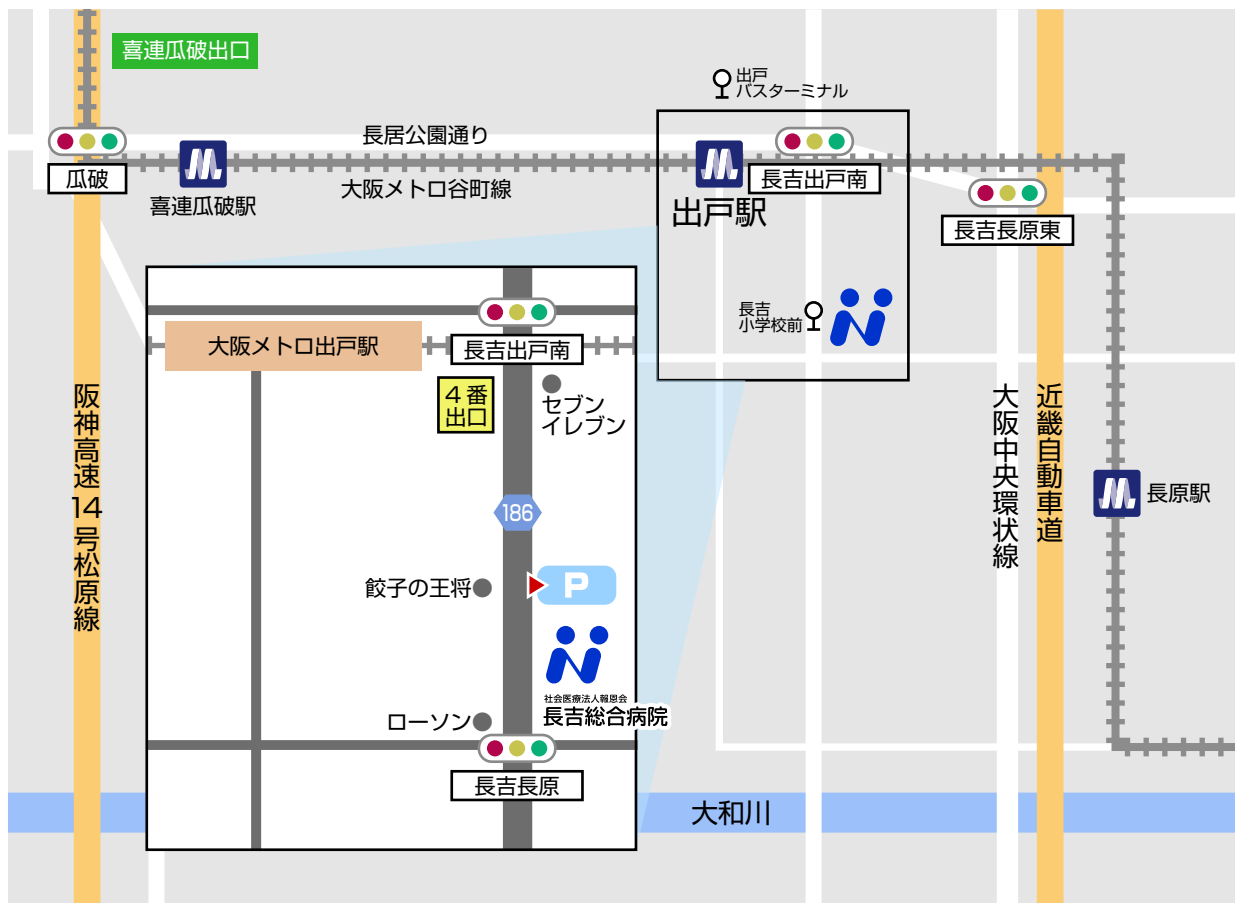 喜連瓜破出口
出戸
バスターミナル
長居公園通り
瓜破
喜連瓜破駅
大阪メトロ谷町線
長吉出戸南
出戸駅
長吉長原東
長吉
小学校前
大阪メトロ出戸駅
長吉出戸南
4番
出口
セブン
イレブン
阪神高速14号松原線
大阪中央環状線
近畿自動車道
長原駅
186
餃子の王将
P
社会医療法人報恩会
長吉総合病院
ローソン
長吉長原
大和川